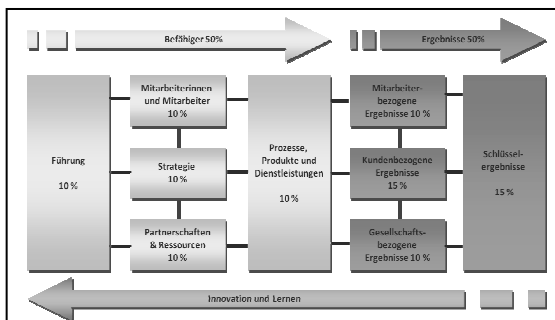 Befähiger 50%
Ergebnisse 50%
Führung
10 %
Mitarbeiterinnen
und Mitarbeiter
10 %
Strategie
10 %
Partnerschaften
& Ressourcen
10 %
Prozesse,
Produkte und
Dienstleistungen
10 %
Mitarbeiter-
bezogene
Ergebnisse 10 %
Kundenbezogene
Ergebnisse
15 %
Gesellschafts-
bezogene
Ergebnisse 10 %
Schlüssel-
ergebnisse
15 %
Innovation und Lernen